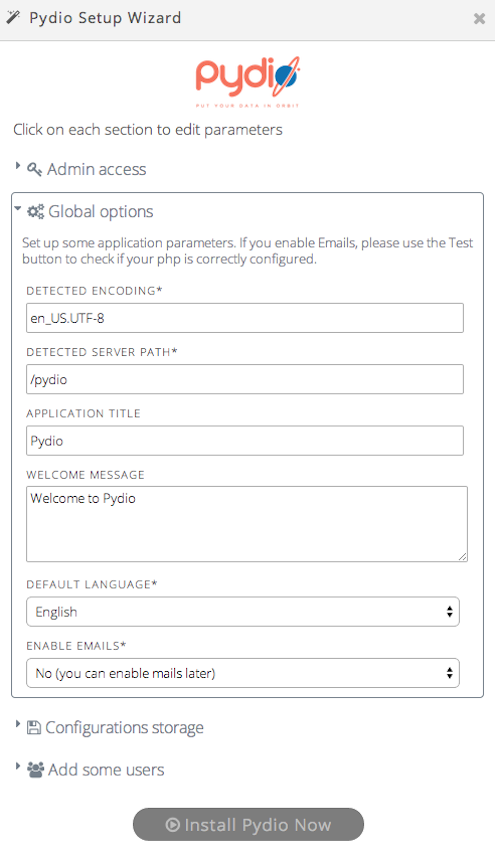 Pydio Setup Wizard
pydio
PUT YOUR DATA IN ORBIT
Click on each section to edit parameters
Admin access
Global options
Set up some application parameters. If you enable Emails, please use the Test
button to check if your php is correctly configured.
DETECTED ENCODING*
en_US.UTF-8
DETECTED SERVER PATH*
/pydio
APPLICATION TITLE
Pydio
WELCOME MESSAGE
Welcome to Pydio
DEFAULT LANGUAGE*
English
ENABLE EMAILS*
No (you can enable mails later)
Configurations storage
Add some users
Install Pydio Now